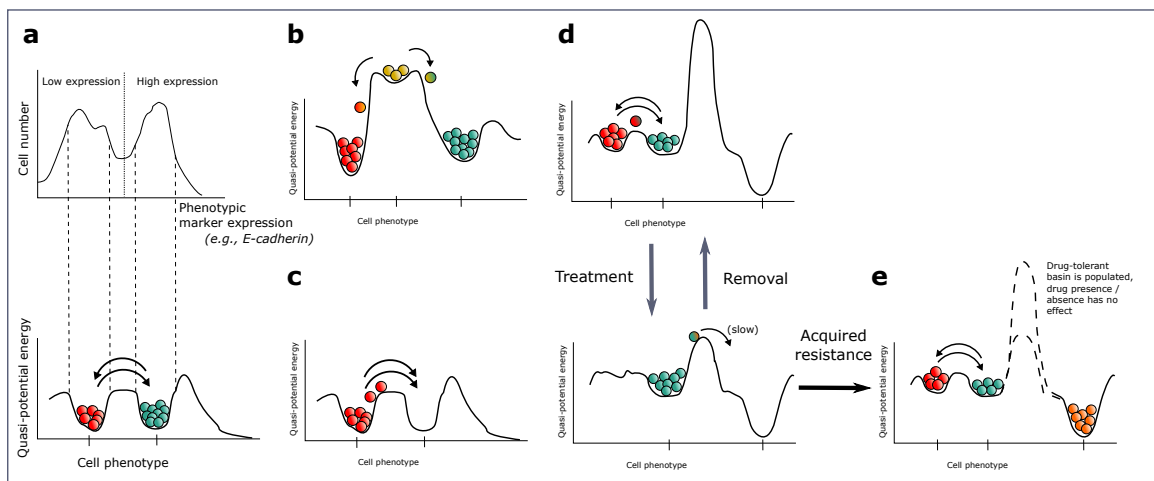 a
Low expression
High expression
Cell number
Phenotypic
marker expression
(e.g., E-cadherin)
Quasi-potential energy
Cell phenotype
b
Quasi-potential energy
Cell phenotype
c
Quasi-potential energy
Cell phenotype
d
Quasi-potential energy
Cell phenotype
Treatment
Removal
(slow)
Quasi-potential energy
Cell phenotype
Acquired
resistance
e
Drug-tolerant
basin is populated,
drug presence /
absence has no
effect
Quasi-potential energy
Cell phenotype